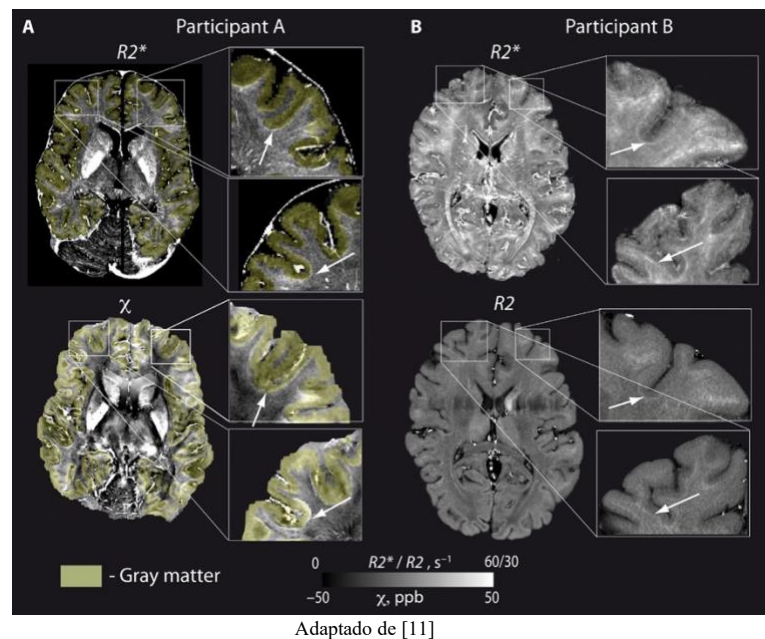 A Participant A
R2*
χ
B Participant B
R2*
R2
- Gray matter
0 R2* / R2 , s⁻¹ 60/30
−50 χ, ppb 50
Adaptado de [11]